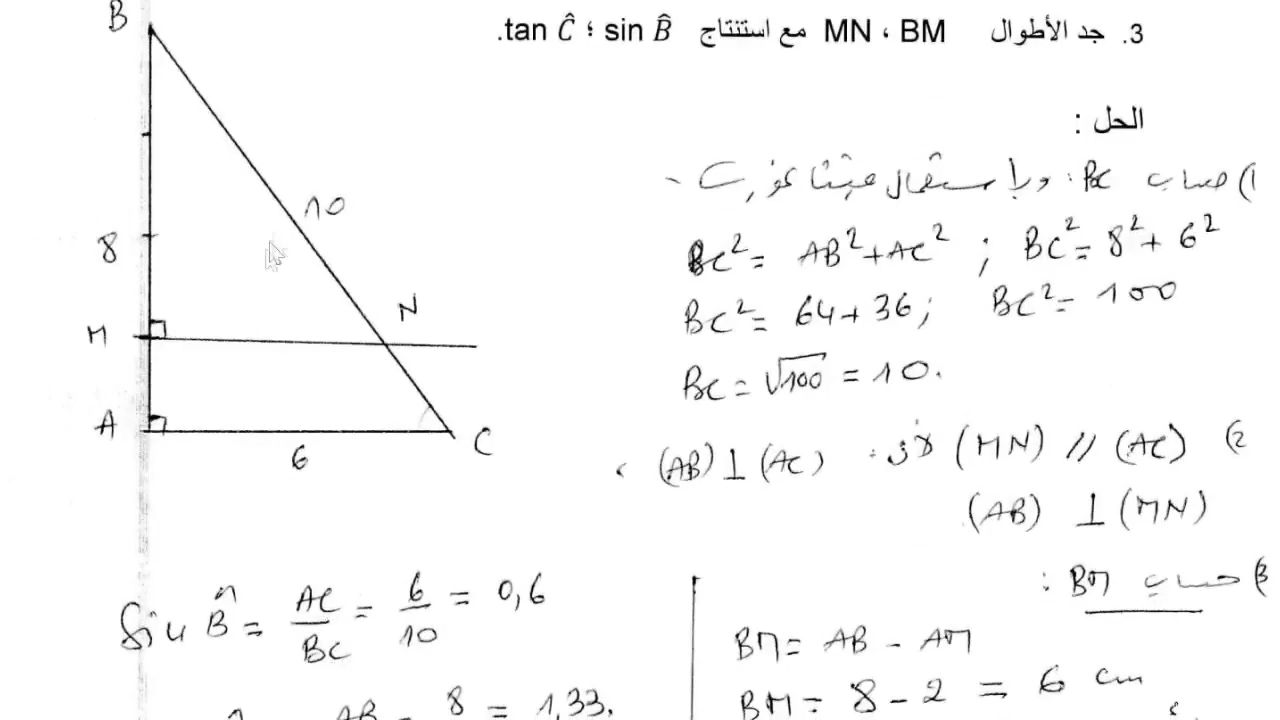 3. جد الأطوال MN ، BM مع استنتاج sin B̂ ؛ tan Ĉ.
الحل :
1) حساب BC: وباستعمال فيثاغورث
BC² = AB² + AC² ; BC² = 8² + 6²
BC² = 64 + 36 ; BC² = 100
BC = √100 = 10.
2) (AC) // (MN) لأن: (AB) ⊥ (AC) ،
(AB) ⊥ (MN)
3) حساب BM :
BM = AB - AM
BM = 8 - 2 = 6 cm
Sin B̂ = AC/BC = 6/10 = 0,6
AB = 8 = 1,33.
B
10
8
N
M
A
C
6